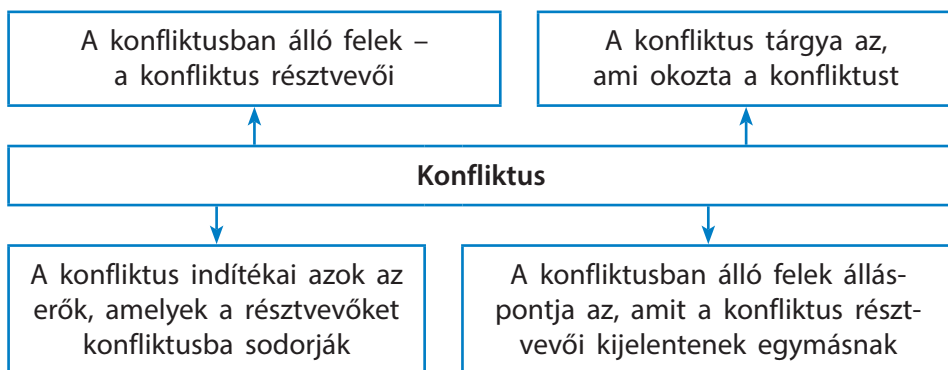 A konfliktusban álló felek –
a konfliktus résztvevői
A konfliktus tárgya az,
ami okozta a konfliktust
Konfliktus
A konfliktus indítékai azok az
erők, amelyek a résztvevőket
konfliktusba sodorják
A konfliktusban álló felek állás-
pontja az, amit a konfliktus részt-
vevői kijelentenek egymásnak